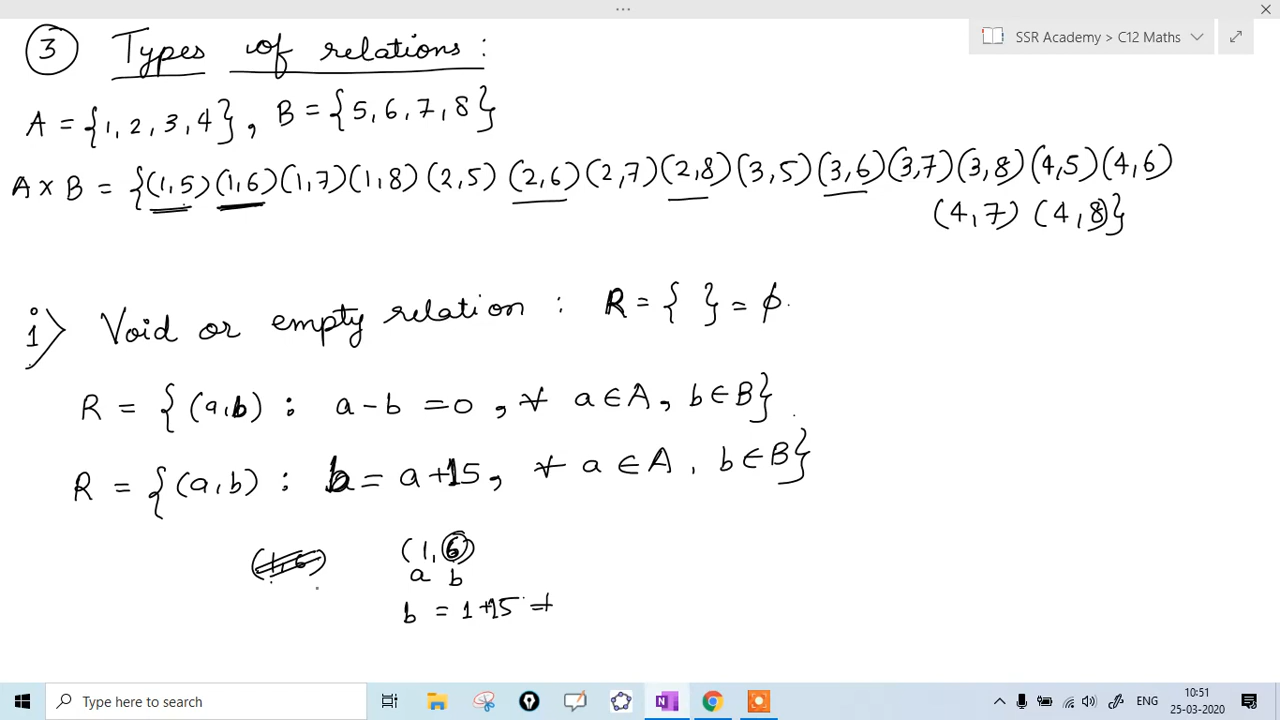 ...
SSR Academy > C12 Maths
③ Types of relations :
A = {1, 2, 3, 4}, B = {5, 6, 7, 8}
A x B = {(1,5) (1,6) (1,7) (1,8) (2,5) (2,6) (2,7) (2,8) (3,5) (3,6) (3,7) (3,8) (4,5) (4,6)
(4,7) (4,8)}
i) Void or empty relation : R = { } = ϕ.
R = {(a,b) : a - b = 0, ∀ a ∈ A, b ∈ B}
R = {(a,b) : b = a + 15, ∀ a ∈ A, b ∈ B}
(1, 6)
a b
b = 1 + 15 =
Type here to search
ENG
10:51
25-03-2020